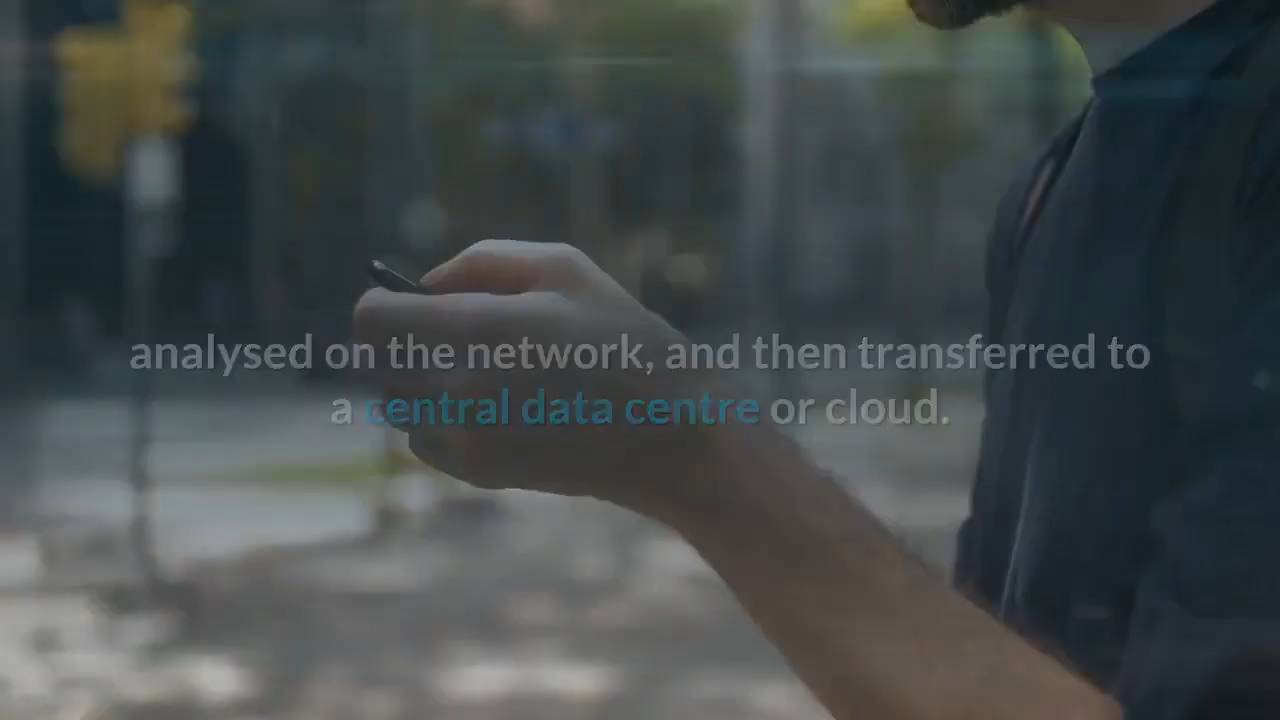 analysed on the network, and then transferred to
a central data centre or cloud.